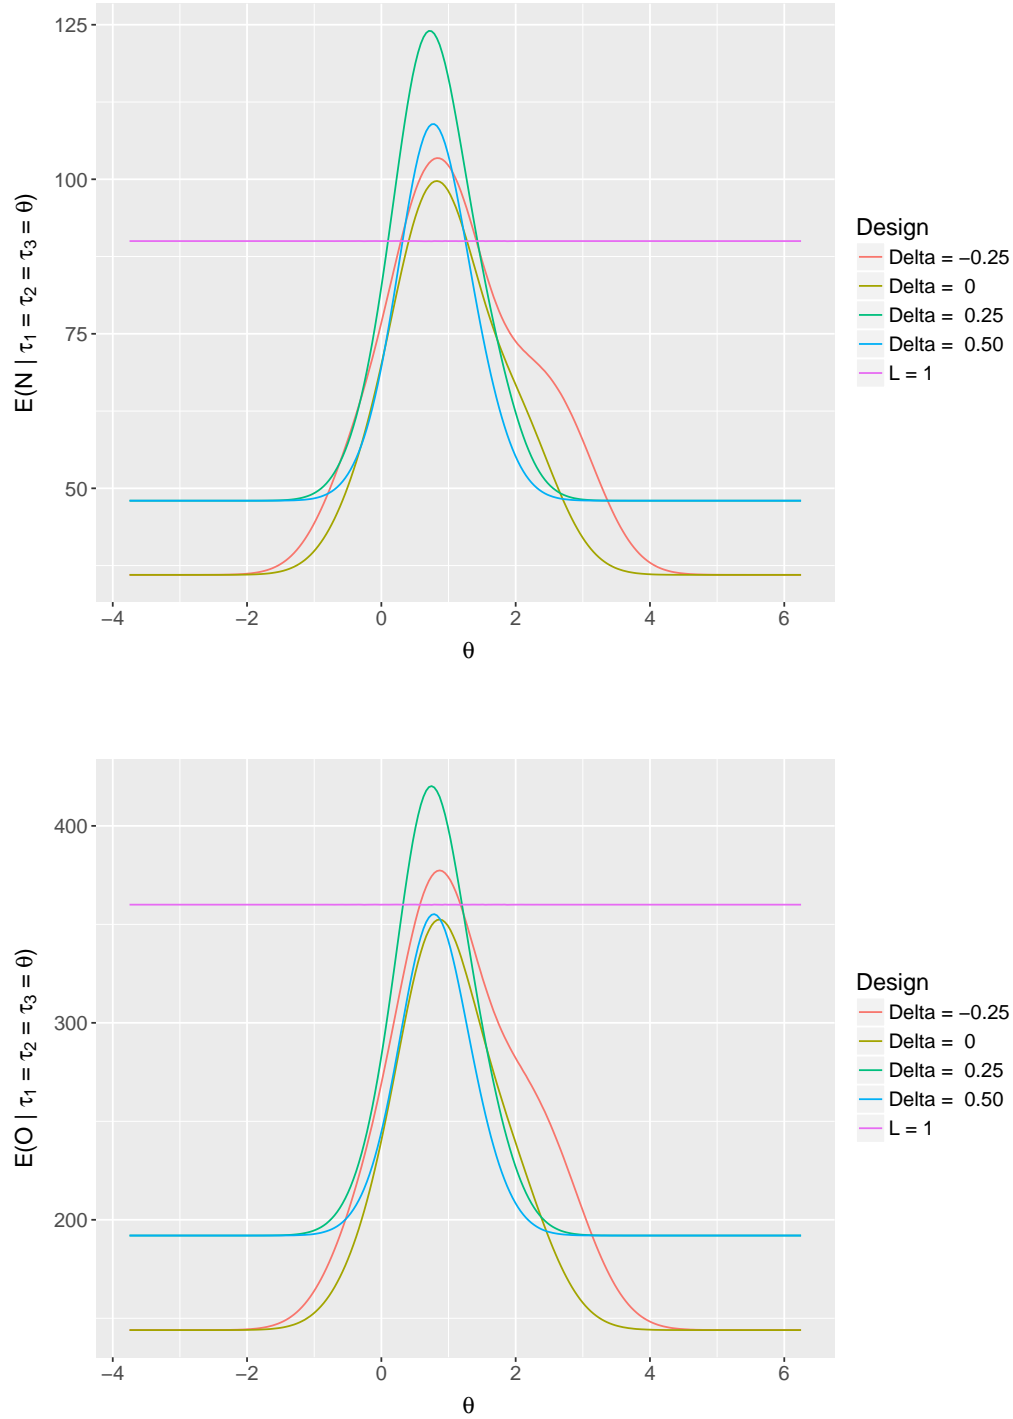 125
100
75
50
−4
−2
0
2
4
6
θ
E(N | τ1 = τ2 = τ3 = θ)
Design
Delta = −0.25
Delta =  0
Delta =  0.25
Delta =  0.50
L = 1
400
300
200
−4
−2
0
2
4
6
θ
E(O | τ1 = τ2 = τ3 = θ)
Design
Delta = −0.25
Delta =  0
Delta =  0.25
Delta =  0.50
L = 1